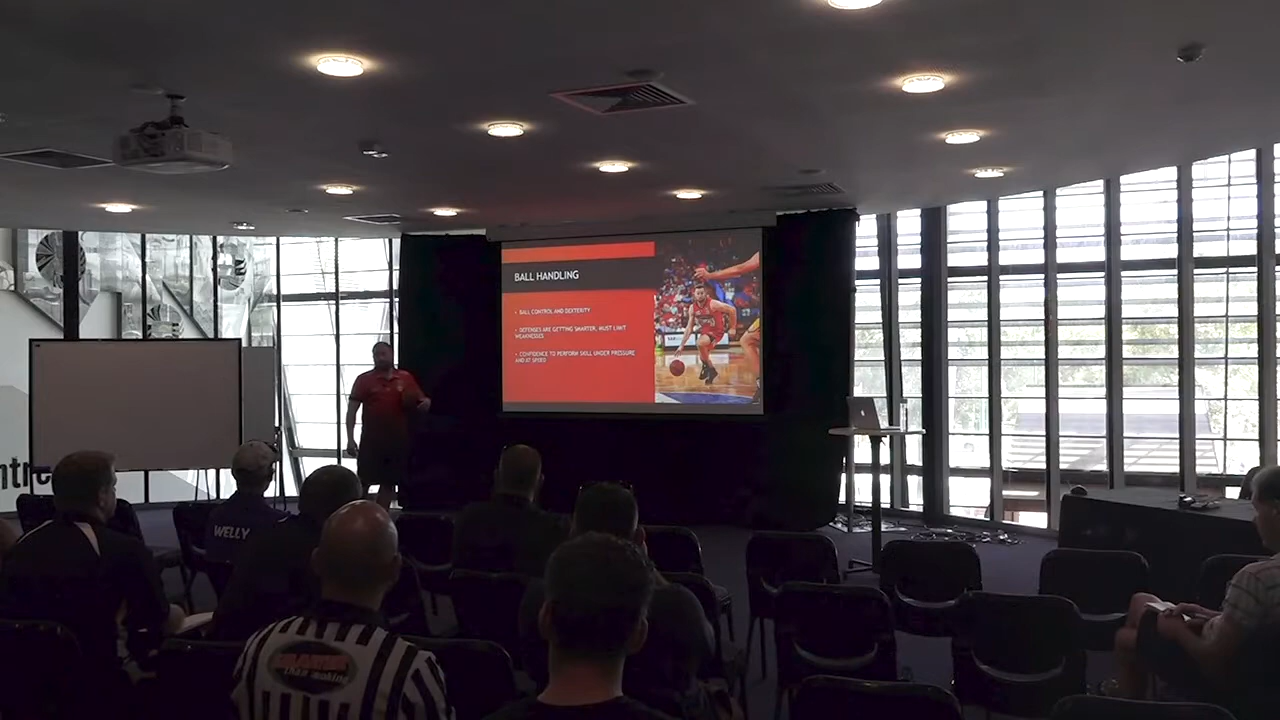 BALL HANDLING
• BALL CONTROL AND DEXTERITY
• DEFENSES ARE GETTING SMARTER, MUST LIMIT
WEAKNESSES
• CONFIDENCE TO PERFORM SKILL UNDER PRESSURE
AND AT SPEED
ntre
WELLY